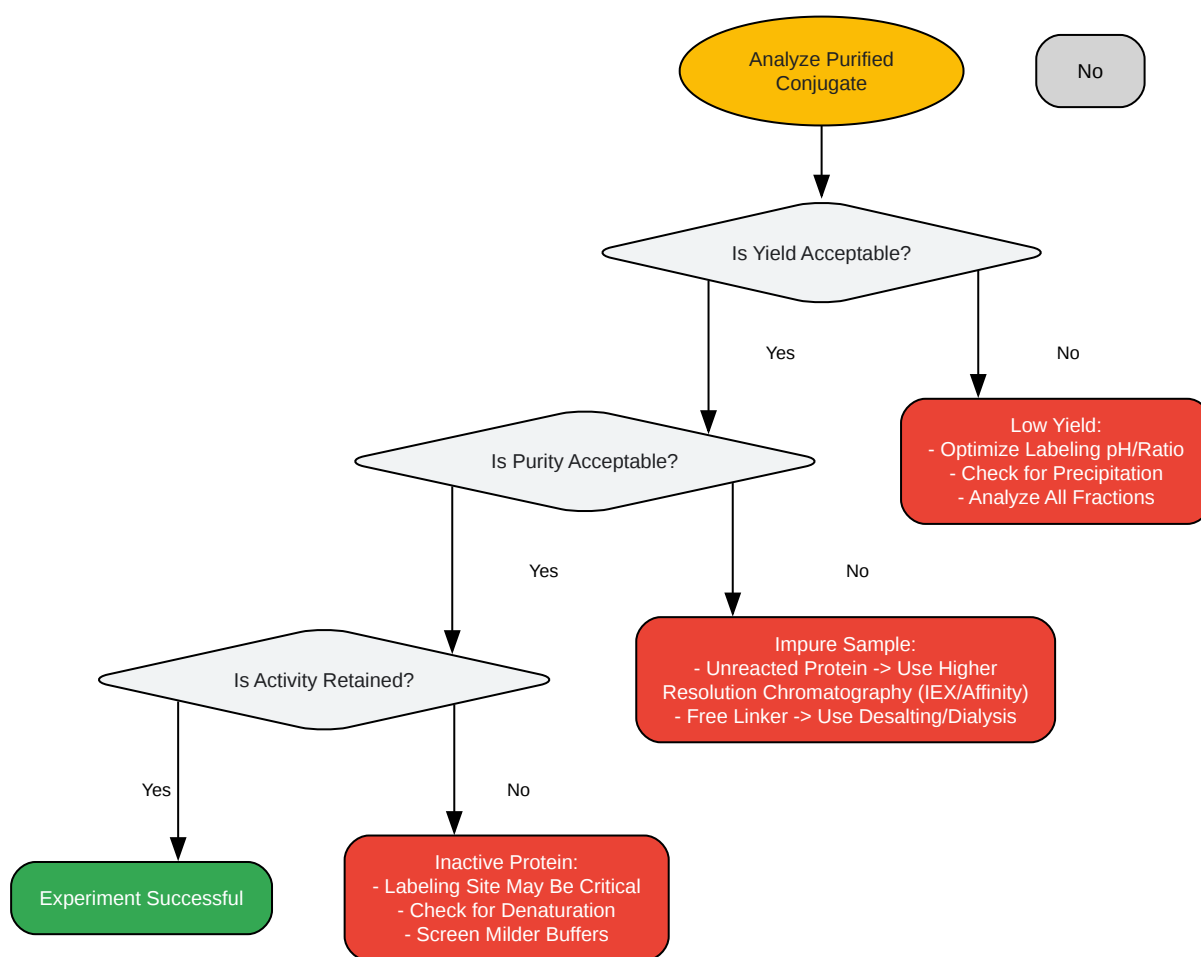 Analyze Purified
Conjugate
No
Is Yield Acceptable?
Yes
No
Low Yield:
- Optimize Labeling pH/Ratio
- Check for Precipitation
- Analyze All Fractions
Is Purity Acceptable?
Yes
No
Impure Sample:
- Unreacted Protein -> Use Higher
Resolution Chromatography (IEX/Affinity)
- Free Linker -> Use Desalting/Dialysis
Is Activity Retained?
Yes
No
Experiment Successful
Inactive Protein:
- Labeling Site May Be Critical
- Check for Denaturation
- Screen Milder Buffers